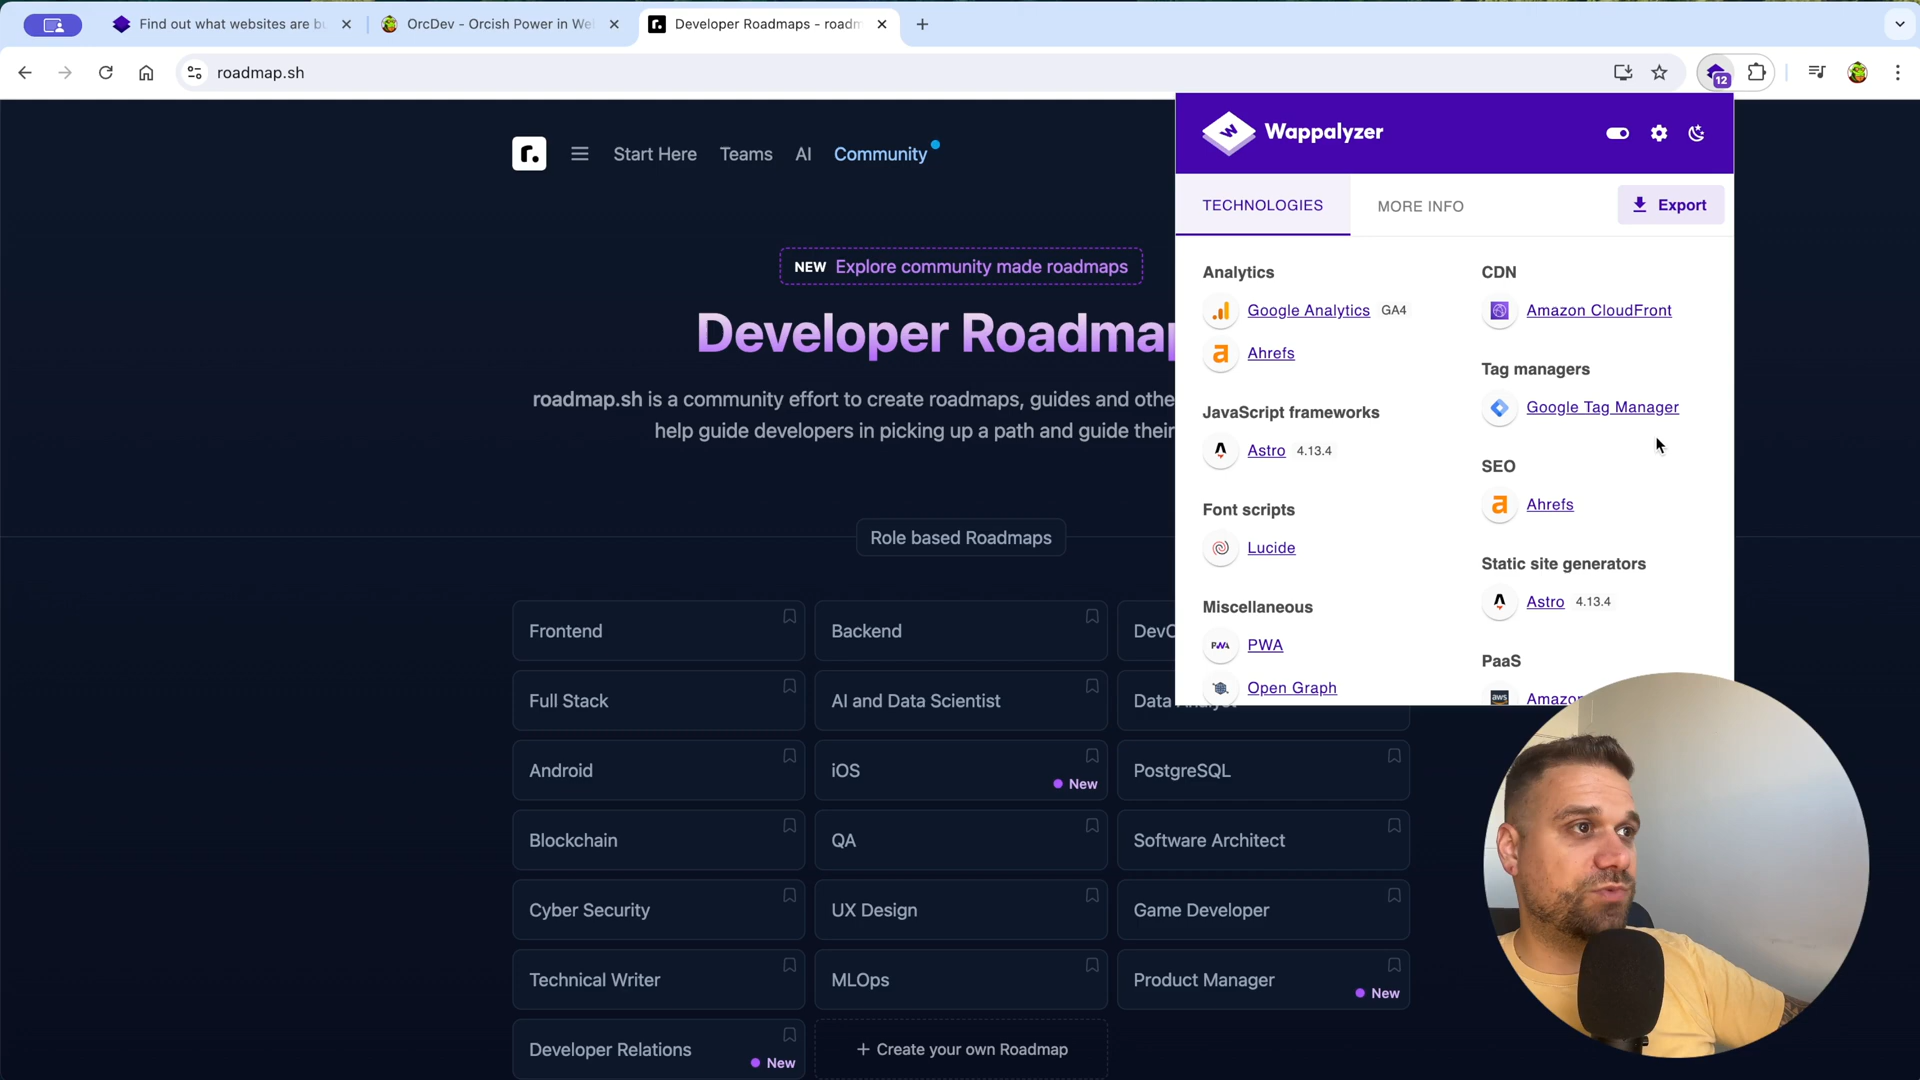 Find out what websites are bu
OrcDev - Orcish Power in We
Developer Roadmaps - roadm
roadmap.sh
12
Start Here
Teams
AI
Community
NEW Explore community made roadmaps
Developer Roadmap
roadmap.sh is a community effort to create roadmaps, guides and othe
help guide developers in picking up a path and guide their
Role based Roadmaps
Frontend
Backend
DevO
Full Stack
AI and Data Scientist
Data Analyst
Android
iOS
New
PostgreSQL
Blockchain
QA
Software Architect
Cyber Security
UX Design
Game Developer
Technical Writer
MLOps
Product Manager
New
Developer Relations
New
+ Create your own Roadmap
Wappalyzer
TECHNOLOGIES
MORE INFO
Export
Analytics
Google Analytics GA4
Ahrefs
JavaScript frameworks
Astro 4.13.4
Font scripts
Lucide
Miscellaneous
PWA
PWA
Open Graph
CDN
Amazon CloudFront
Tag managers
Google Tag Manager
SEO
Ahrefs
Static site generators
Astro 4.13.4
PaaS
aws
Amazon